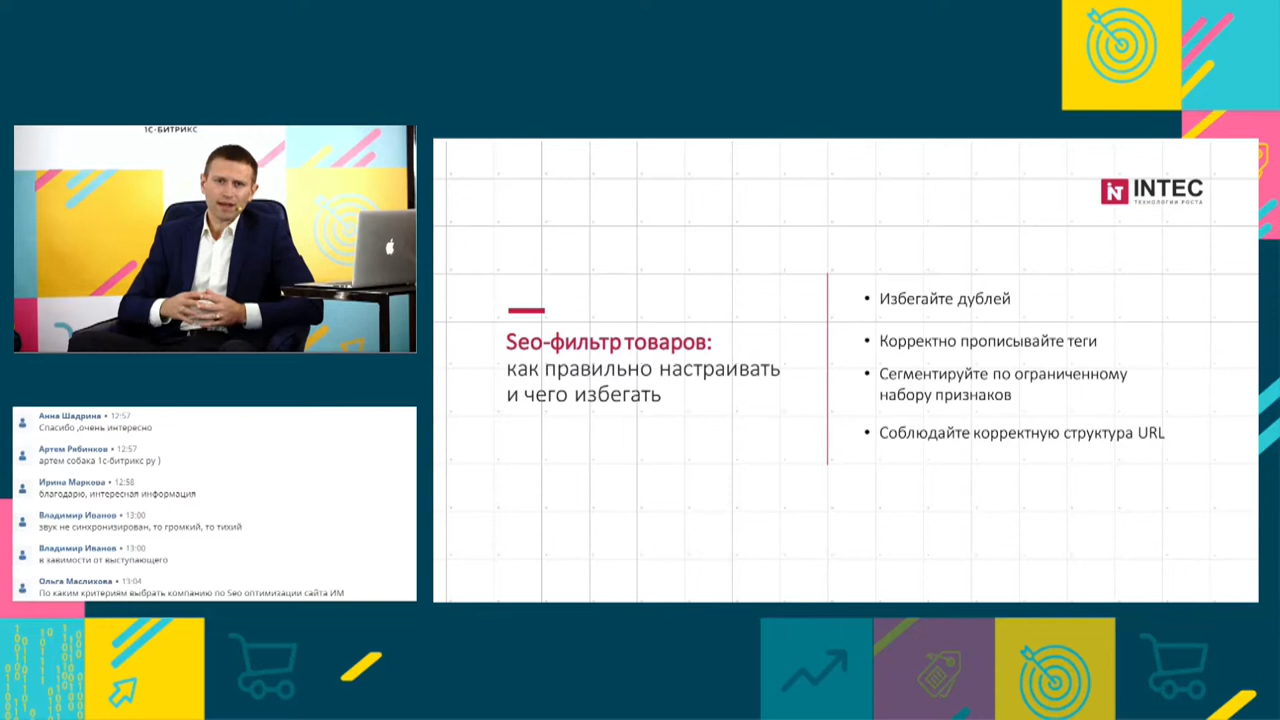 1С-БИТРИКС
INTEC
ТЕХНОЛОГИИ РОСТА
Seo-фильтр товаров:
как правильно настраивать
и чего избегать
• Избегайте дублей
• Корректно прописывайте теги
• Сегментируйте по ограниченному
набору признаков
• Соблюдайте корректную структура URL
Анна Шадрина • 12:57
Спасибо ,очень интересно
Артем Рябинков • 12:57
артем собака 1с-битрикс ру )
Ирина Маркова • 12:58
благодарю, интересная информация
Владимир Иванов • 13:00
звук не синхронизирован, то громкий, то тихий
Владимир Иванов • 13:00
в завимости от выступающего
Ольга Маслихова • 13:04
По каким критериям выбрать компанию по Seo оптимизации сайта ИМ